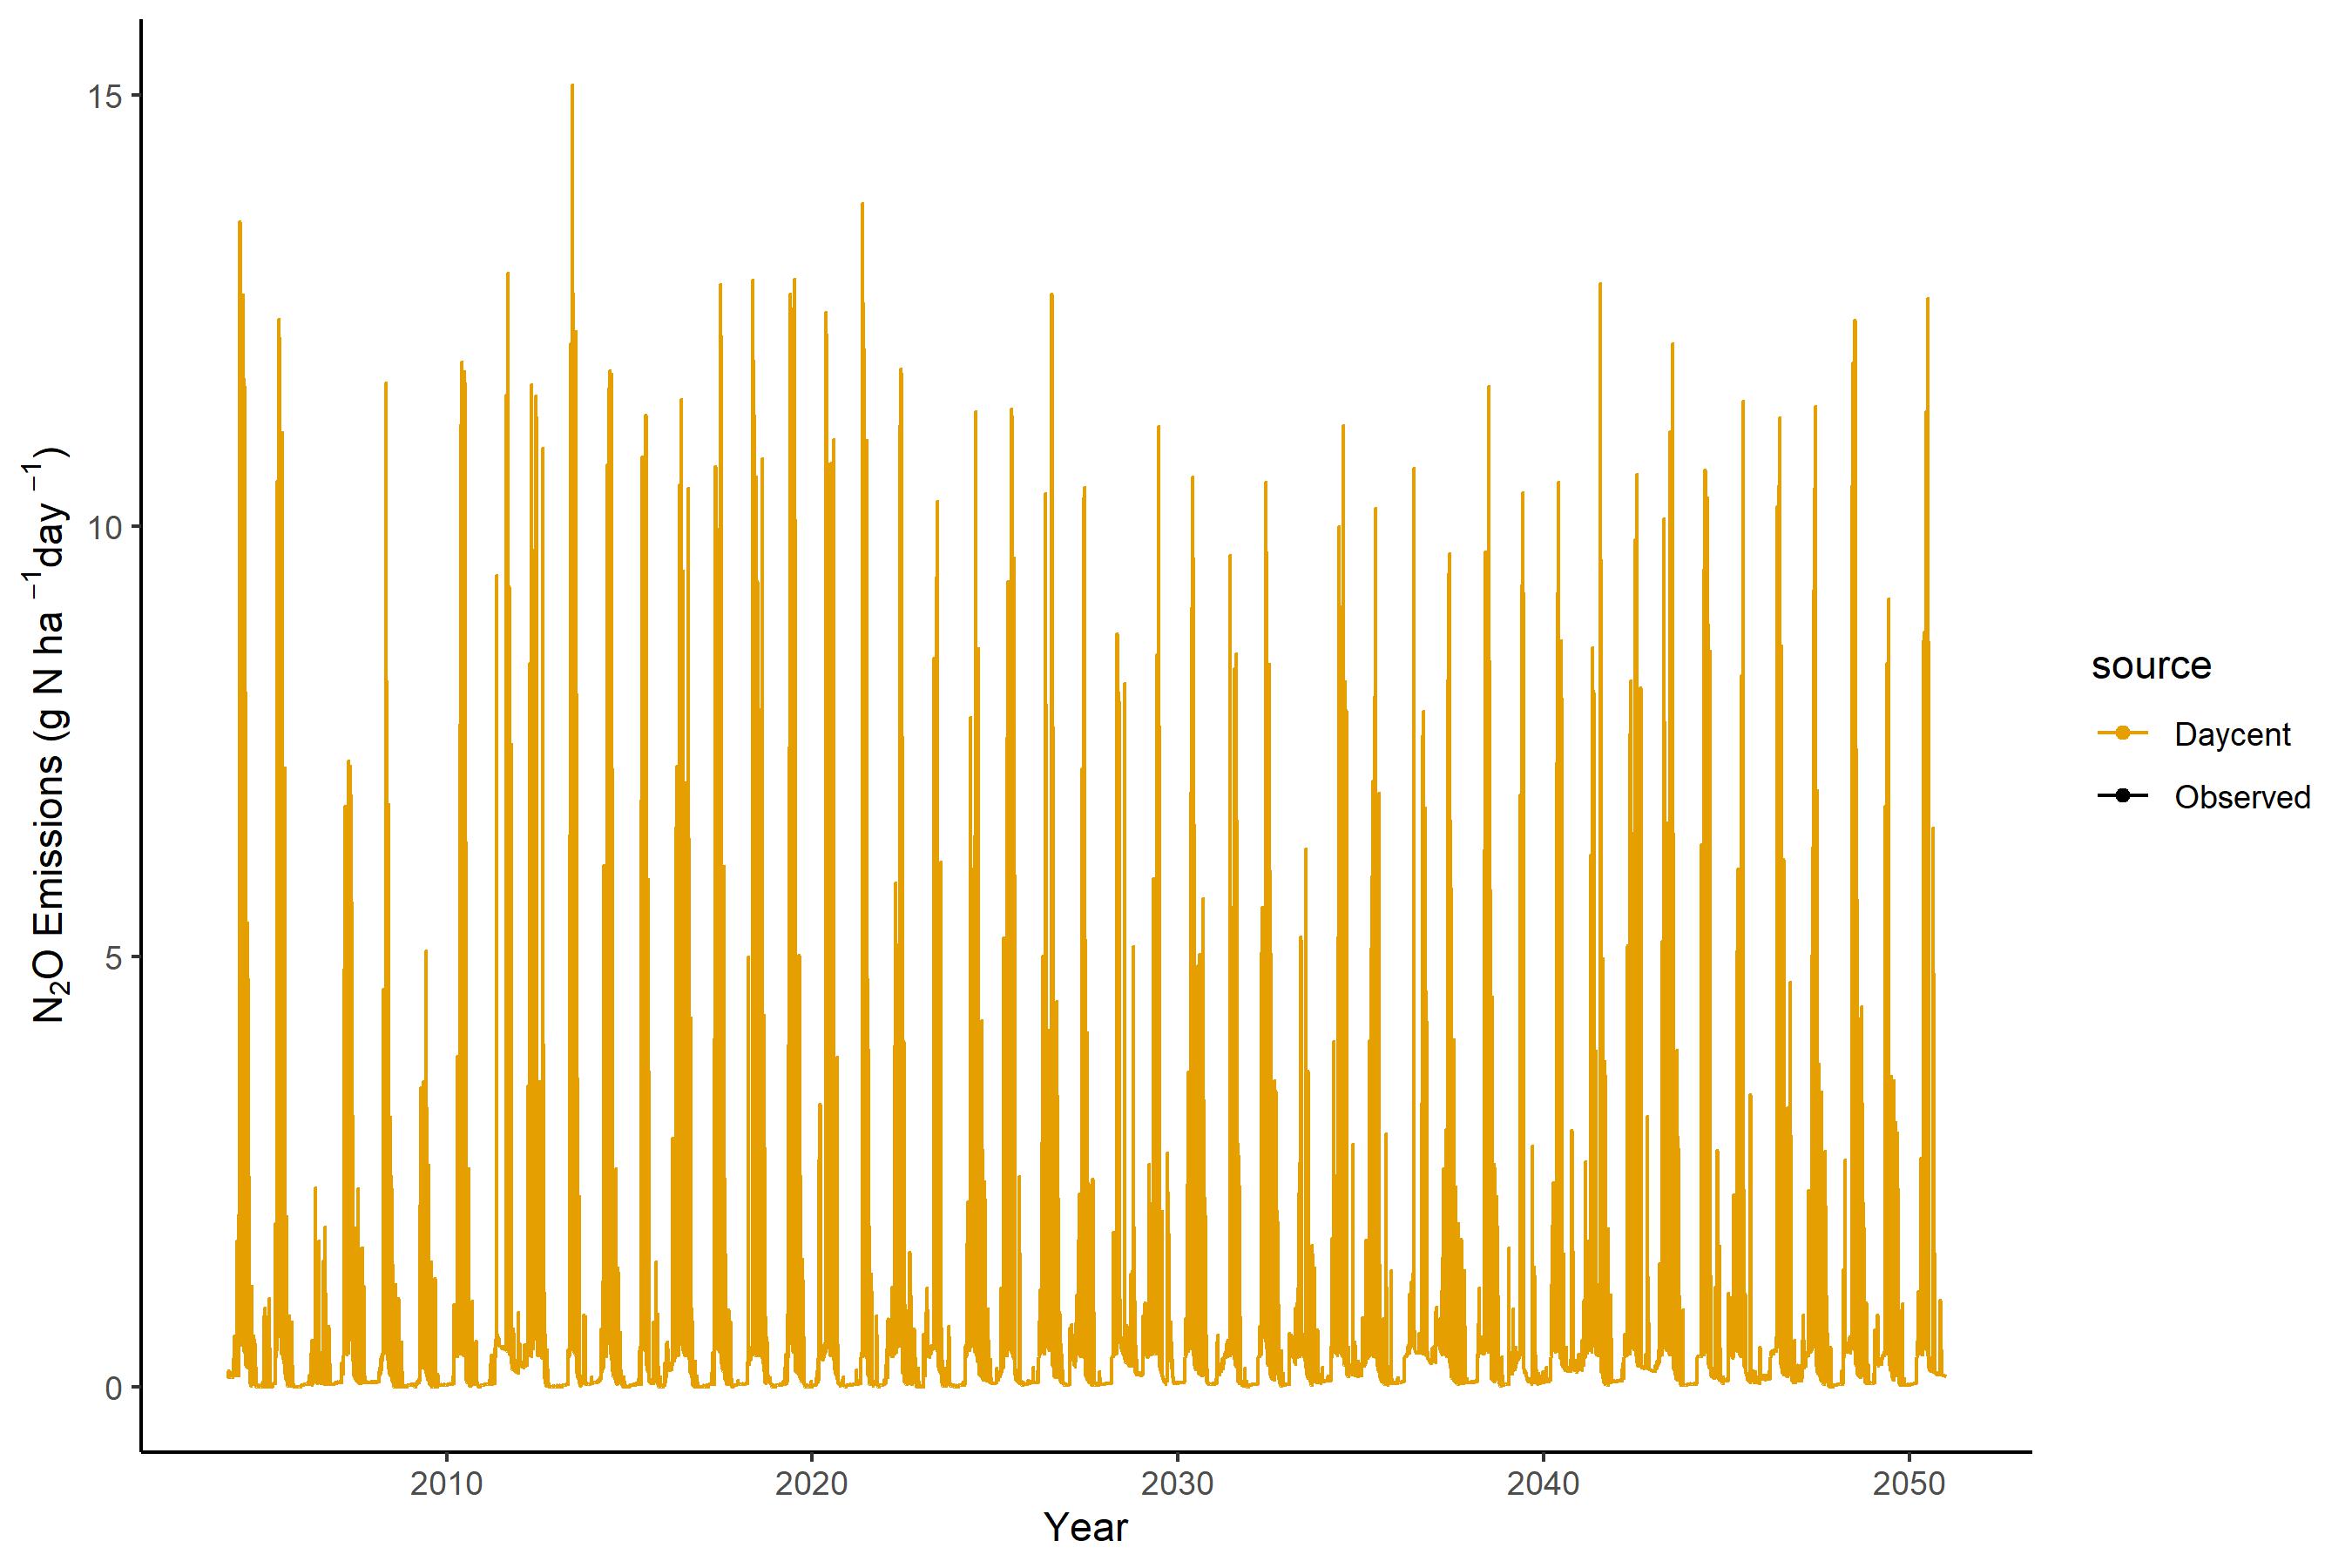 15
10
5
0
N₂O Emissions (g N ha ⁻¹day ⁻¹)
2010 2020 2030 2040 2050
Year
source
Daycent
Observed